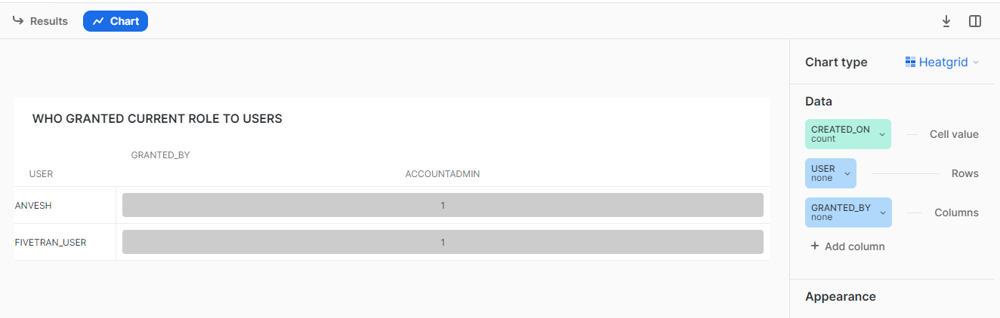 Results
Chart
Chart type
Heatgrid
WHO GRANTED CURRENT ROLE TO USERS
GRANTED_BY
USER
ACCOUNTADMIN
ANVESH
1
FIVETRAN_USER
1
Data
CREATED_ON
count
Cell value
USER
none
Rows
GRANTED_BY
none
Columns
+ Add column
Appearance